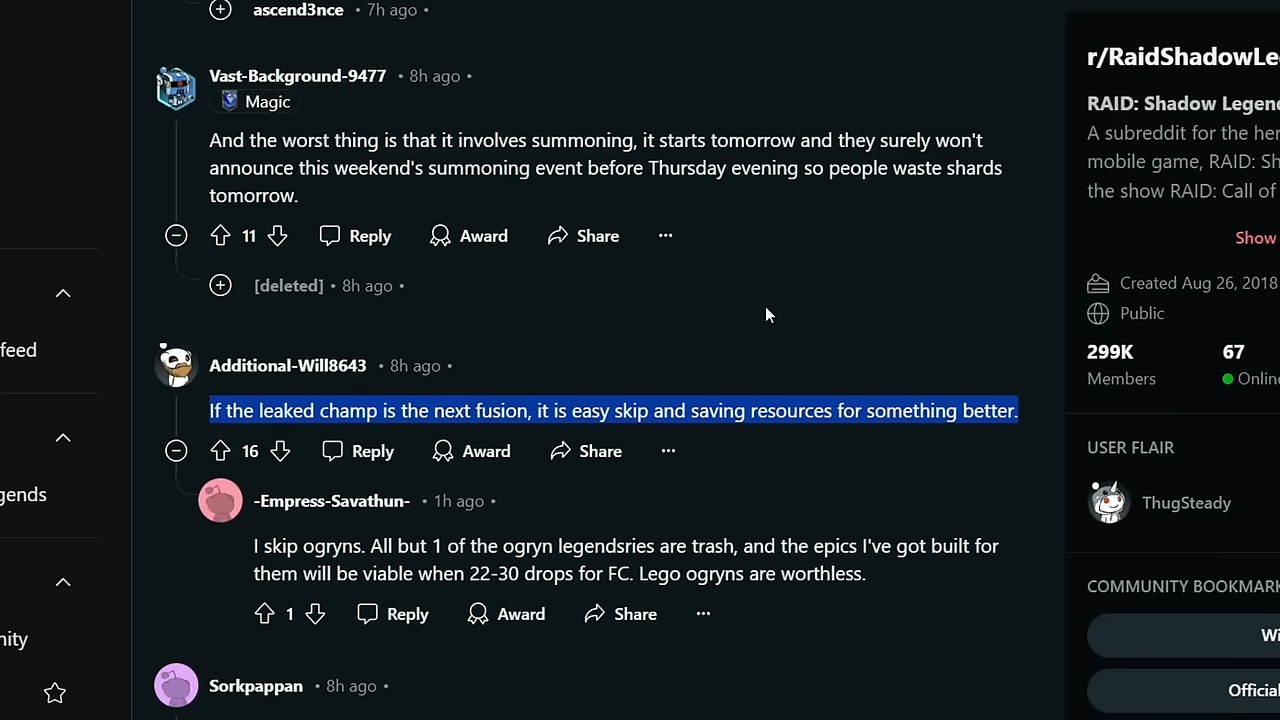 ascend3nce • 7h ago •
Vast-Background-9477 • 8h ago •
Magic
And the worst thing is that it involves summoning, it starts tomorrow and they surely won't
announce this weekend's summoning event before Thursday evening so people waste shards
tomorrow.
11 Reply Award Share ...
[deleted] • 8h ago •
Additional-Will8643 • 8h ago •
If the leaked champ is the next fusion, it is easy skip and saving resources for something better.
16 Reply Award Share ...
-Empress-Savathun- • 1h ago •
I skip ogryns. All but 1 of the ogryn legendsries are trash, and the epics I've got built for
them will be viable when 22-30 drops for FC. Lego ogryns are worthless.
1 Reply Award Share ...
Sorkpappan • 8h ago •
feed
gends
nity
r/RaidShadowLe
RAID: Shadow Legend
A subreddit for the her
mobile game, RAID: Sh
the show RAID: Call of
Show
Created Aug 26, 2018
Public
299K 67
Members Online
USER FLAIR
ThugSteady
COMMUNITY BOOKMARK
Wi
Official